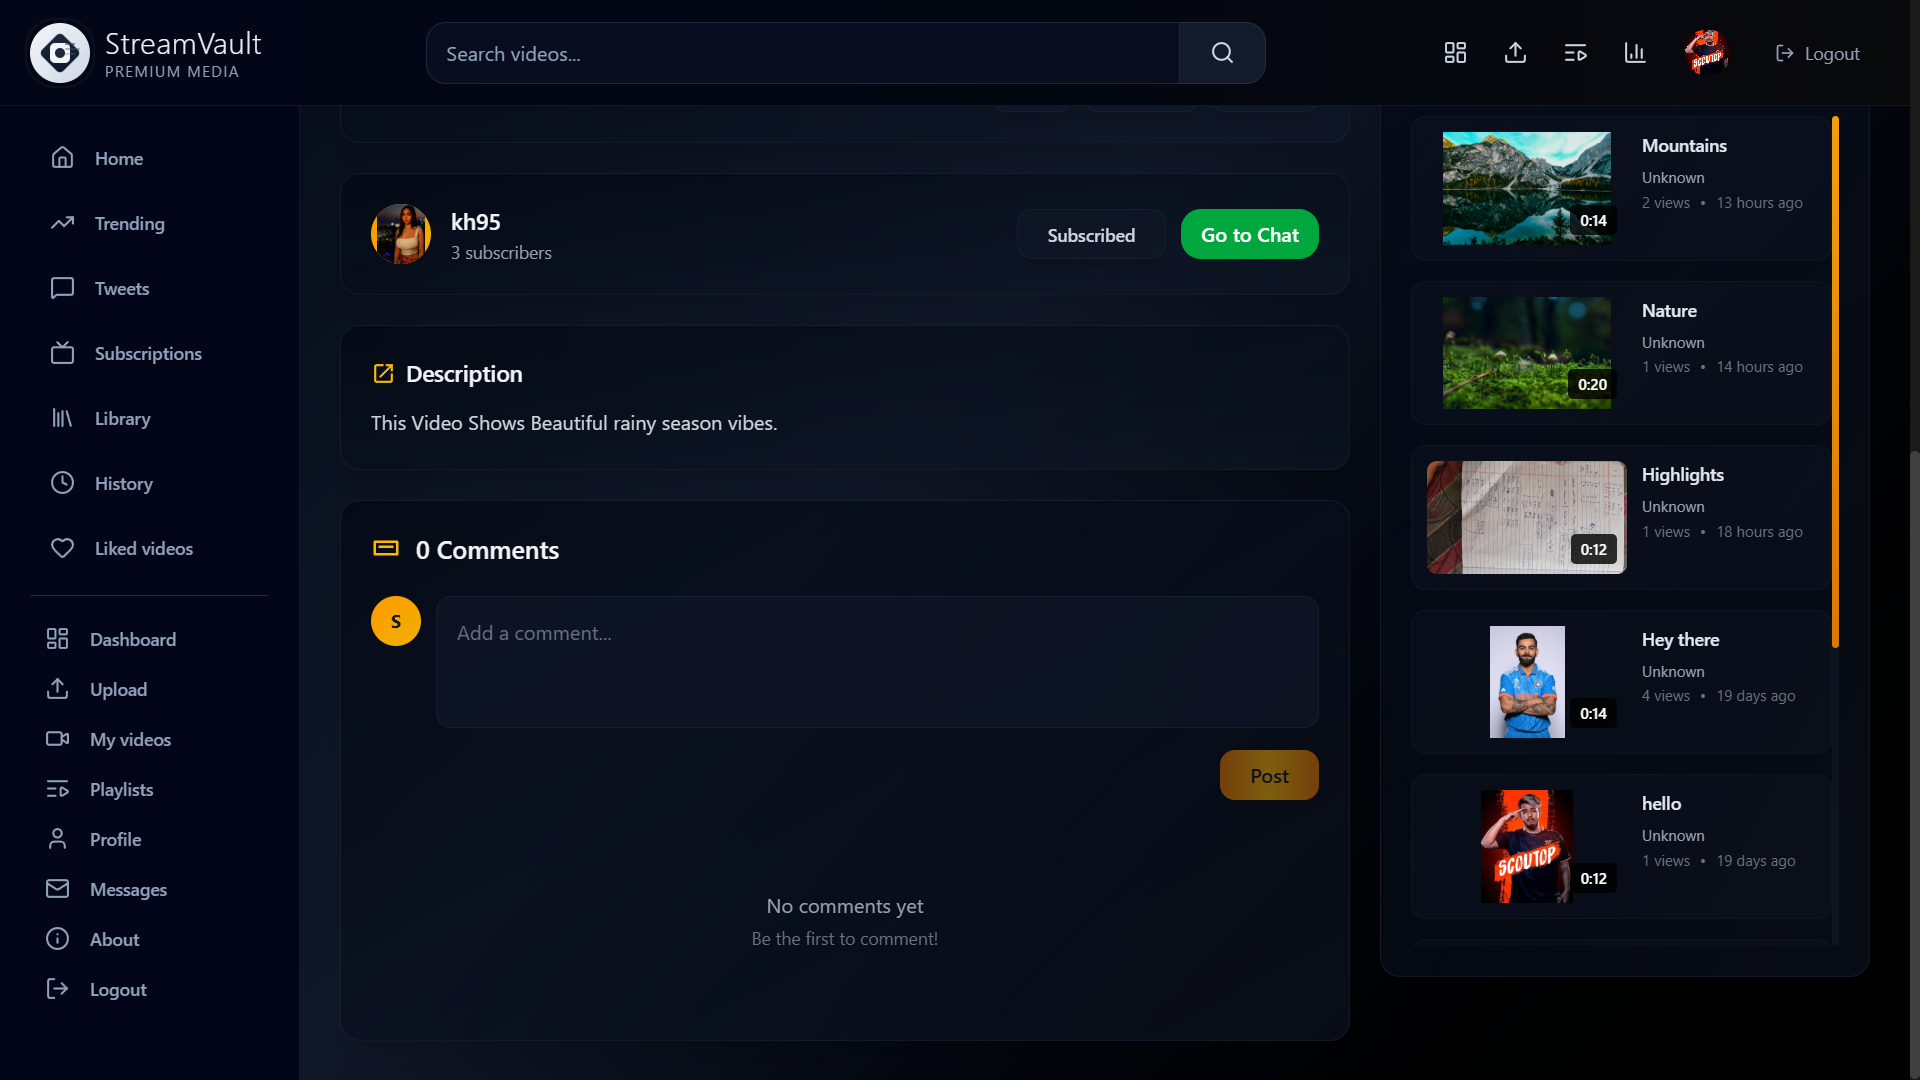 StreamVault
PREMIUM MEDIA
Search videos...
Logout
Home
Trending
Tweets
Subscriptions
Library
History
Liked videos
Dashboard
Upload
My videos
Playlists
Profile
Messages
About
Logout
kh95
3 subscribers
Subscribed
Go to Chat
Description
This Video Shows Beautiful rainy season vibes.
0 Comments
S
Add a comment...
Post
No comments yet
Be the first to comment!
Mountains
Unknown
2 views • 13 hours ago
0:14
Nature
Unknown
1 views • 14 hours ago
0:20
Highlights
Unknown
1 views • 18 hours ago
0:12
Hey there
Unknown
4 views • 19 days ago
0:14
hello
Unknown
1 views • 19 days ago
SCOUTOP
0:12